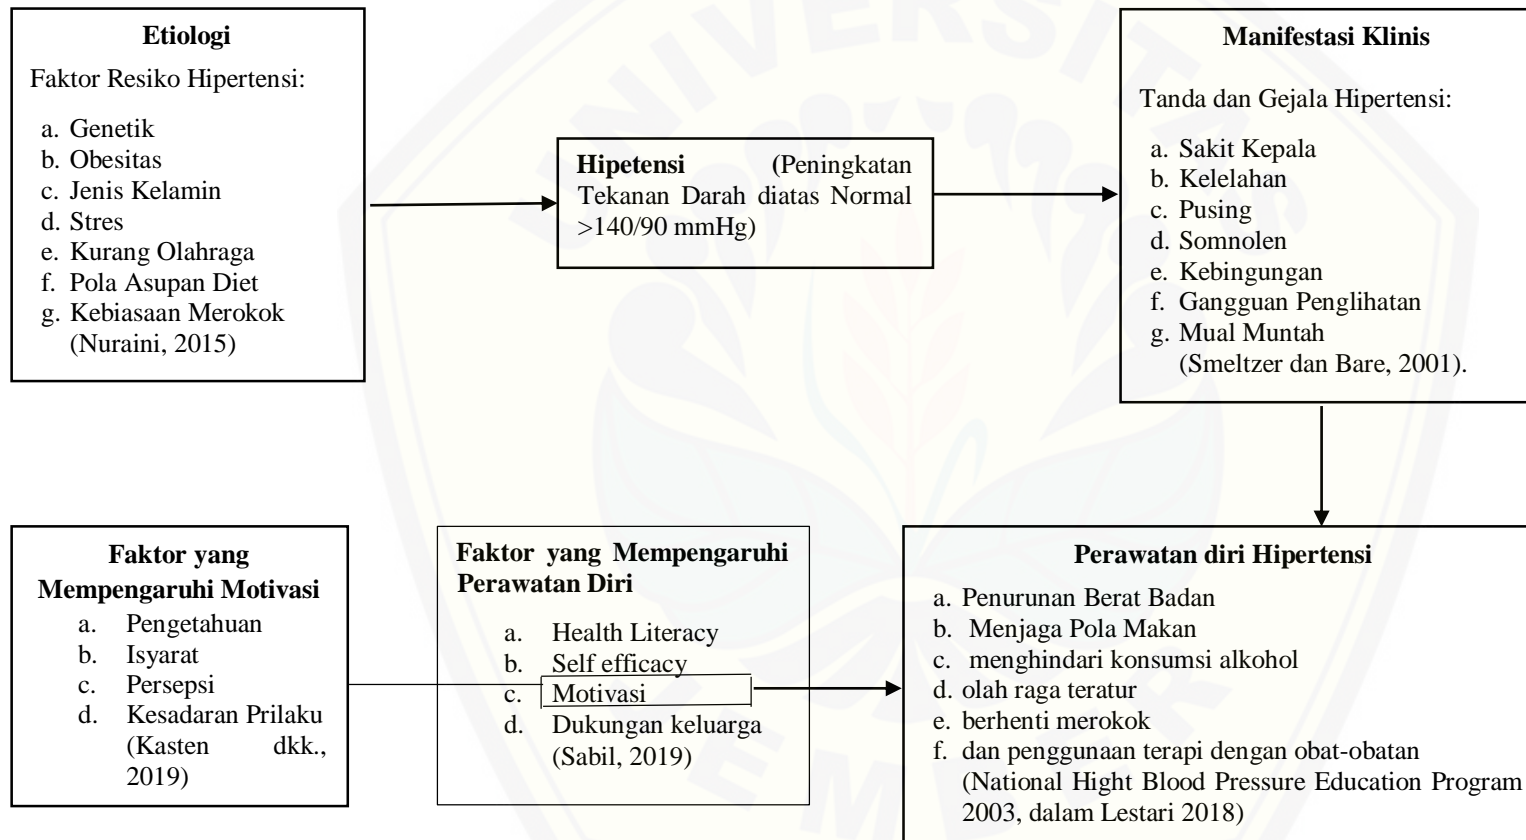 Etiologi
Faktor Resiko Hipertensi:
a. Genetik
b. Obesitas
c. Jenis Kelamin
d. Stres
e. Kurang Olahraga
f. Pola Asupan Diet
g. Kebiasaan Merokok
(Nuraini, 2015)
Hipetensi (Peningkatan
Tekanan Darah diatas Normal
>140/90 mmHg)
Manifestasi Klinis
Tanda dan Gejala Hipertensi:
a. Sakit Kepala
b. Kelelahan
c. Pusing
d. Somnolen
e. Kebingungan
f. Gangguan Penglihatan
g. Mual Muntah
(Smeltzer dan Bare, 2001).
Faktor yang
Mempengaruhi Motivasi
a. Pengetahuan
b. Isyarat
c. Persepsi
d. Kesadaran Prilaku
(Kasten dkk.,
2019)
Faktor yang Mempengaruhi
Perawatan Diri
a. Health Literacy
b. Self efficacy
c. Motivasi
d. Dukungan keluarga
(Sabil, 2019)
Perawatan diri Hipertensi
a. Penurunan Berat Badan
b. Menjaga Pola Makan
c. menghindari konsumsi alkohol
d. olah raga teratur
e. berhenti merokok
f. dan penggunaan terapi dengan obat-obatan
(National Hight Blood Pressure Education Program
2003, dalam Lestari 2018)
UNIVERSITAS
JEMBER